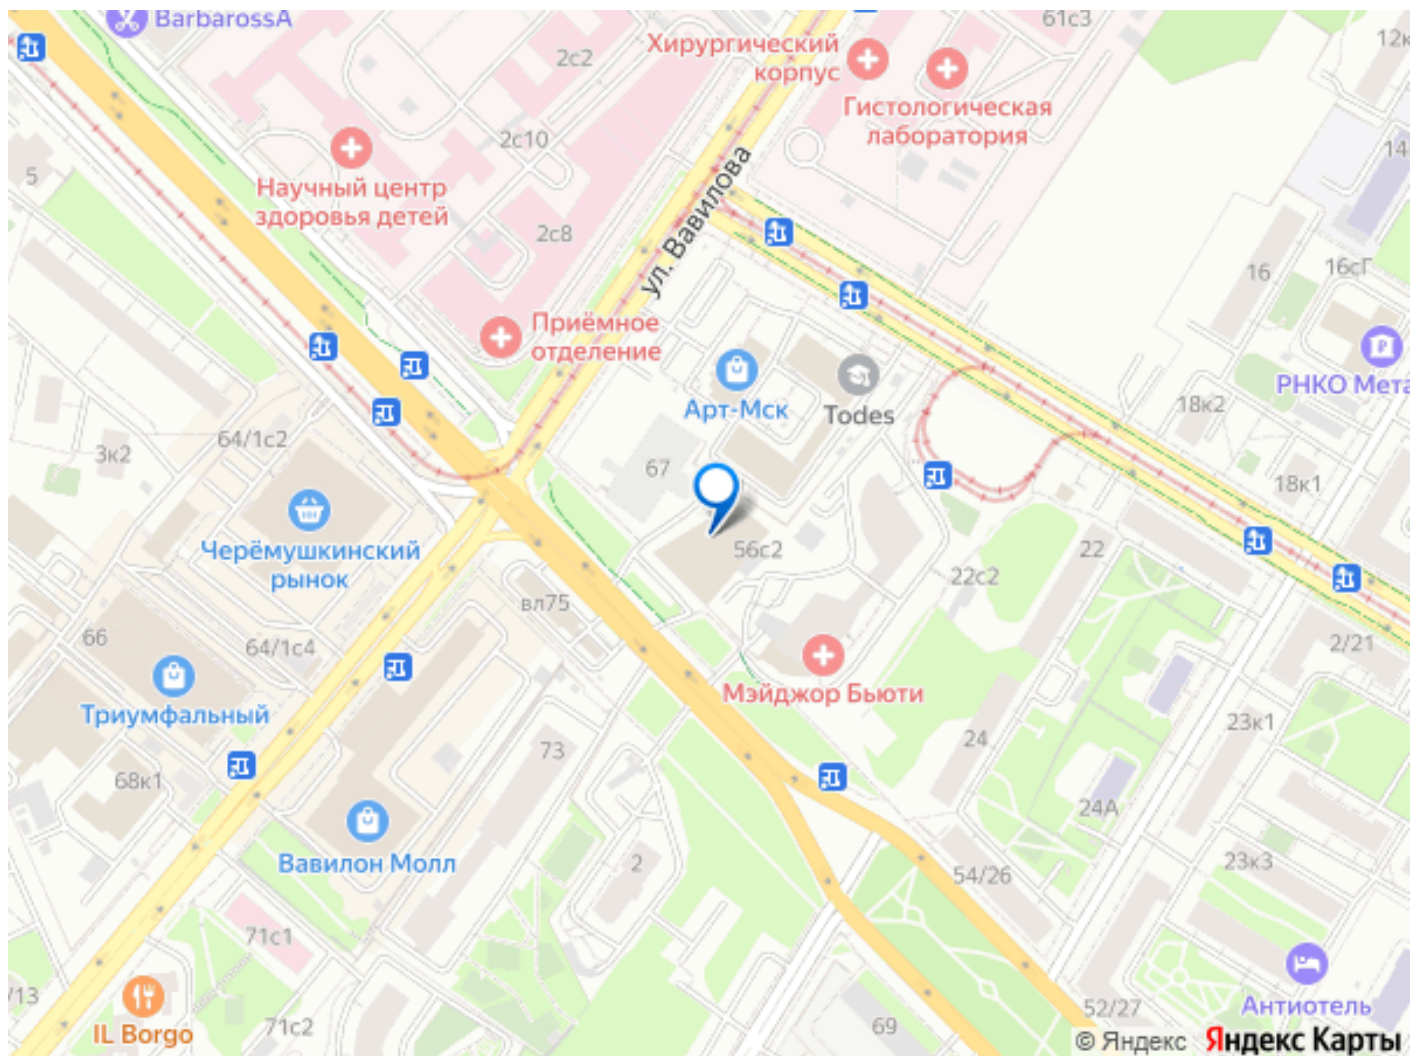 BarbarossA
61с3
12к
Хирургический
корпус
2с2
Гистологическая
лаборатория
2с10
14
5
Научный центр
здоровья детей
ул. Вавилова
2с8
16
16сГ
Приёмное
отделение
РНКО Мета
Арт-Мск
Todes
18к2
64/1с2
3к2
67
18к1
Черёмушкинский
рынок
56с2
22
22с2
вл75
66
64/1с4
2/21
Мэйджор Бьюти
Триумфальный
23к1
73
24
68к1
24А
Вавилон Молл
2
54/26
23к3
71с1
/13
Антиотель
52/27
IL Borgo
71с2
69
© Яндекс Яндекс Карты